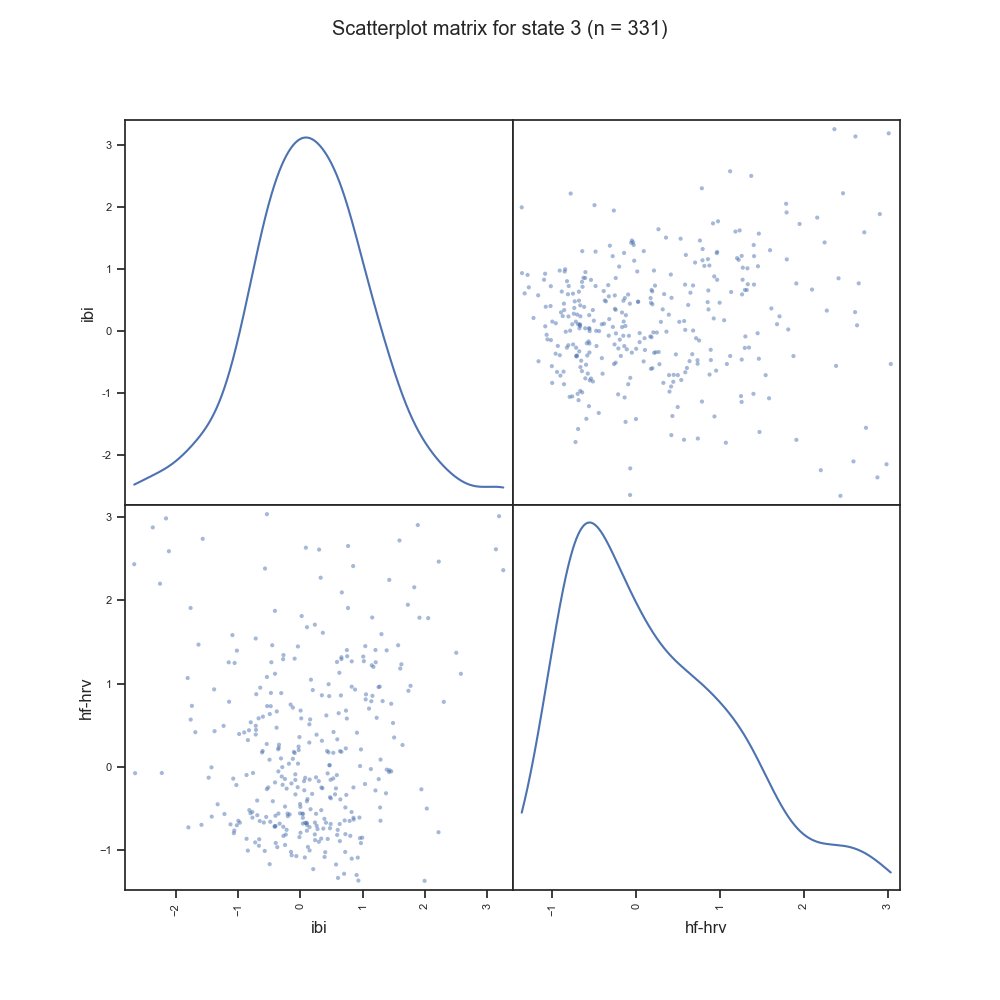 Scatterplot matrix for state 3 (n = 331)
3
2
1
0
-1
-2
ibi
3
2
1
0
−1
hf-hrv
−2 −1 0 1 2 3 −1 0 1 2 3
ibi hf-hrv